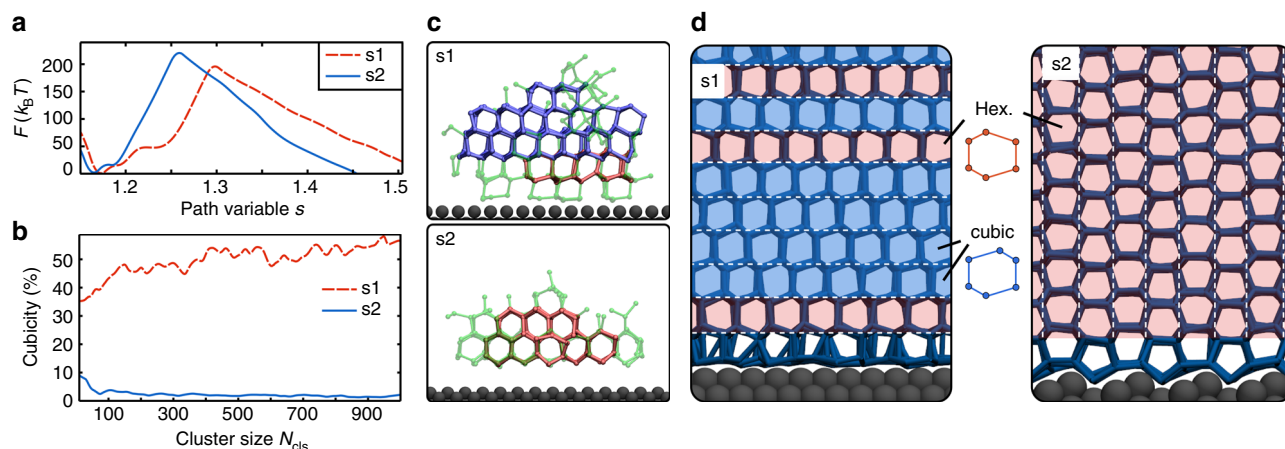 a
F (k_B T)
200
150
100
50
0
1.2
1.3
1.4
1.5
Path variable s
s1
s2
b
Cubicity (%)
50
40
30
20
10
0
100
300
500
700
900
Cluster size N_cls
s1
s2
c
s1
s2
d
s1
Hex.
cubic
s2